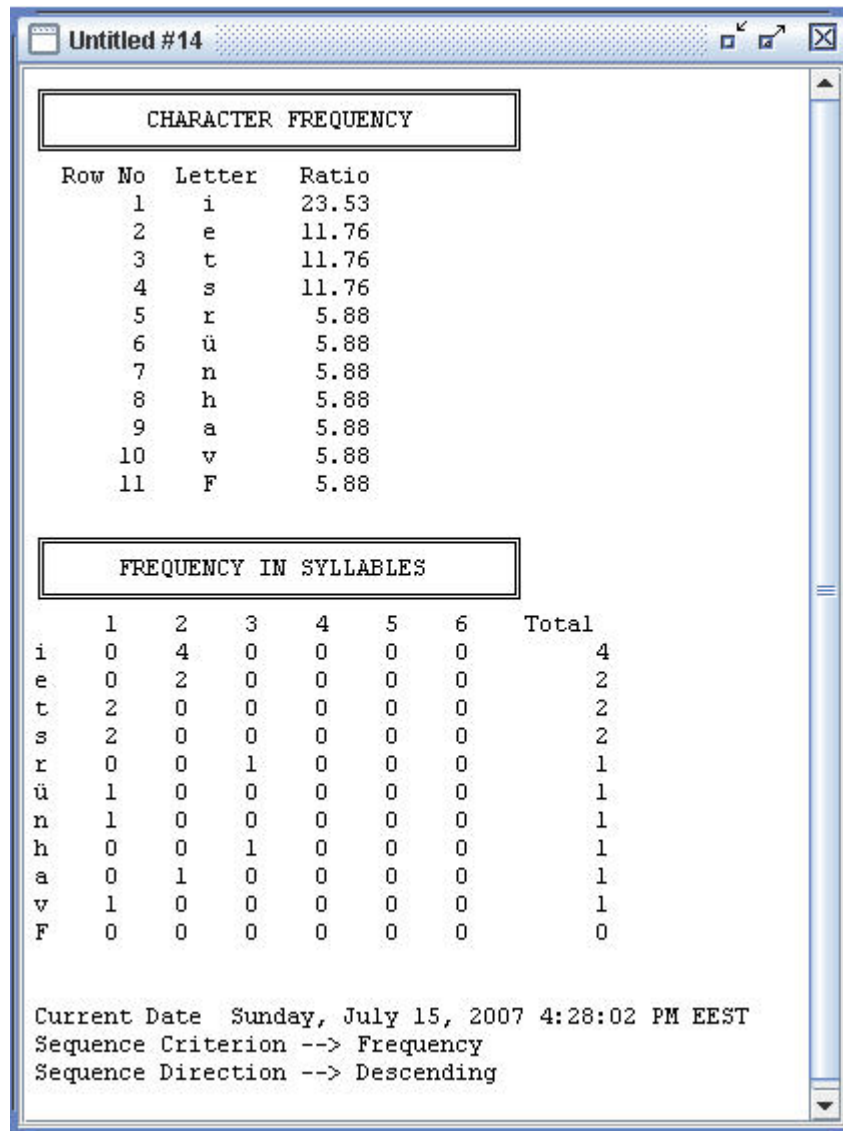 Untitled #14
CHARACTER FREQUENCY
Row No Letter Ratio
1 i 23.53
2 e 11.76
3 t 11.76
4 s 11.76
5 r 5.88
6 ü 5.88
7 n 5.88
8 h 5.88
9 a 5.88
10 v 5.88
11 F 5.88
FREQUENCY IN SYLLABLES
1 2 3 4 5 6 Total
i 0 4 0 0 0 0 4
e 0 2 0 0 0 0 2
t 2 0 0 0 0 0 2
s 2 0 0 0 0 0 2
r 0 0 1 0 0 0 1
ü 1 0 0 0 0 0 1
n 1 0 0 0 0 0 1
h 0 0 1 0 0 0 1
a 0 1 0 0 0 0 1
v 1 0 0 0 0 0 1
F 0 0 0 0 0 0 0
Current Date Sunday, July 15, 2007 4:28:02 PM EEST
Sequence Criterion --> Frequency
Sequence Direction --> Descending